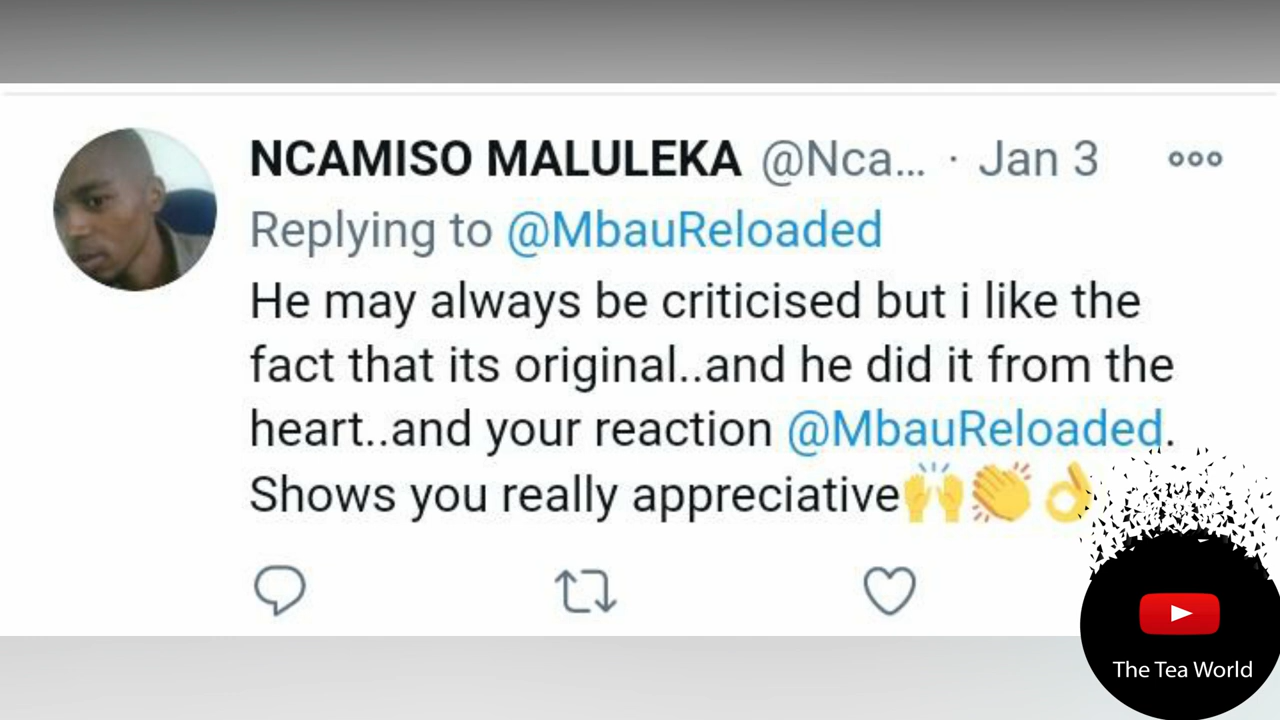 NCAMISO MALULEKA @Nca... · Jan 3
Replying to @MbauReloaded
He may always be criticised but i like the
fact that its original..and he did it from the
heart..and your reaction @MbauReloaded.
Shows you really appreciative🙌👏👌
The Tea World